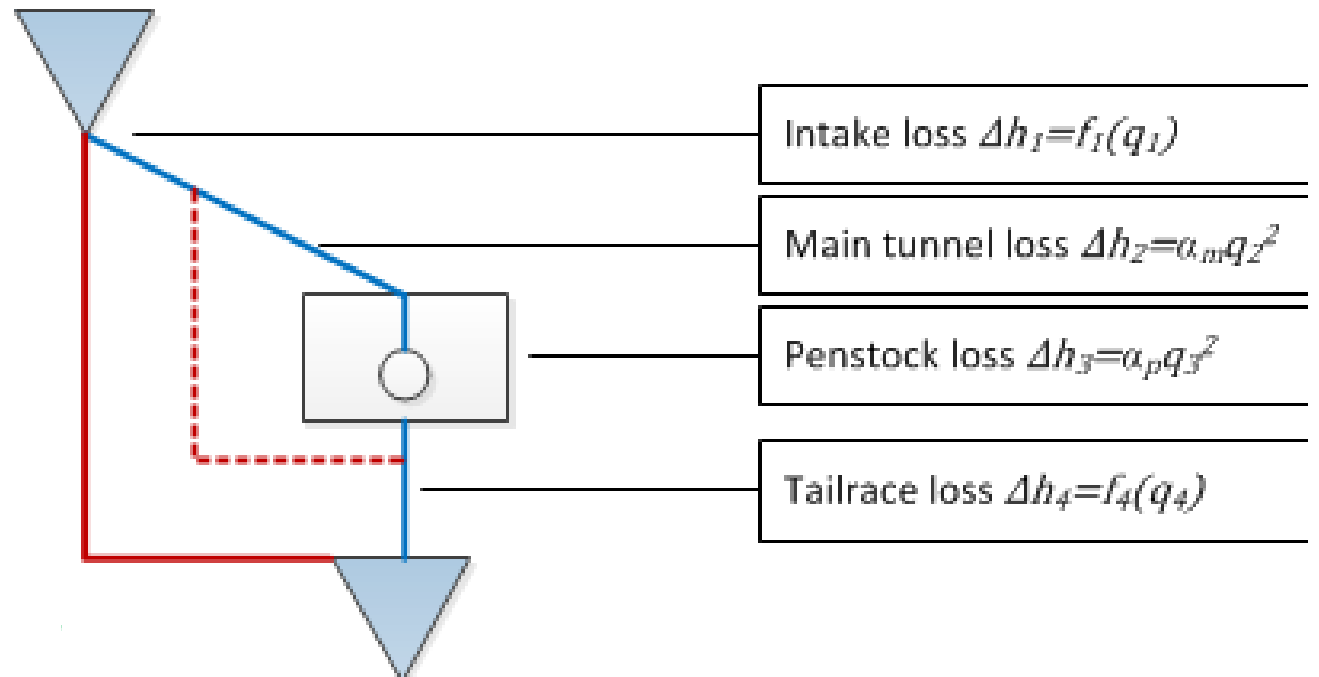 Intake loss Δh₁=f₁(q₁)
Main tunnel loss Δh₂=αₘq₂²
Penstock loss Δh₃=αₚq₃²
Tailrace loss Δh₄=f₄(q₄)